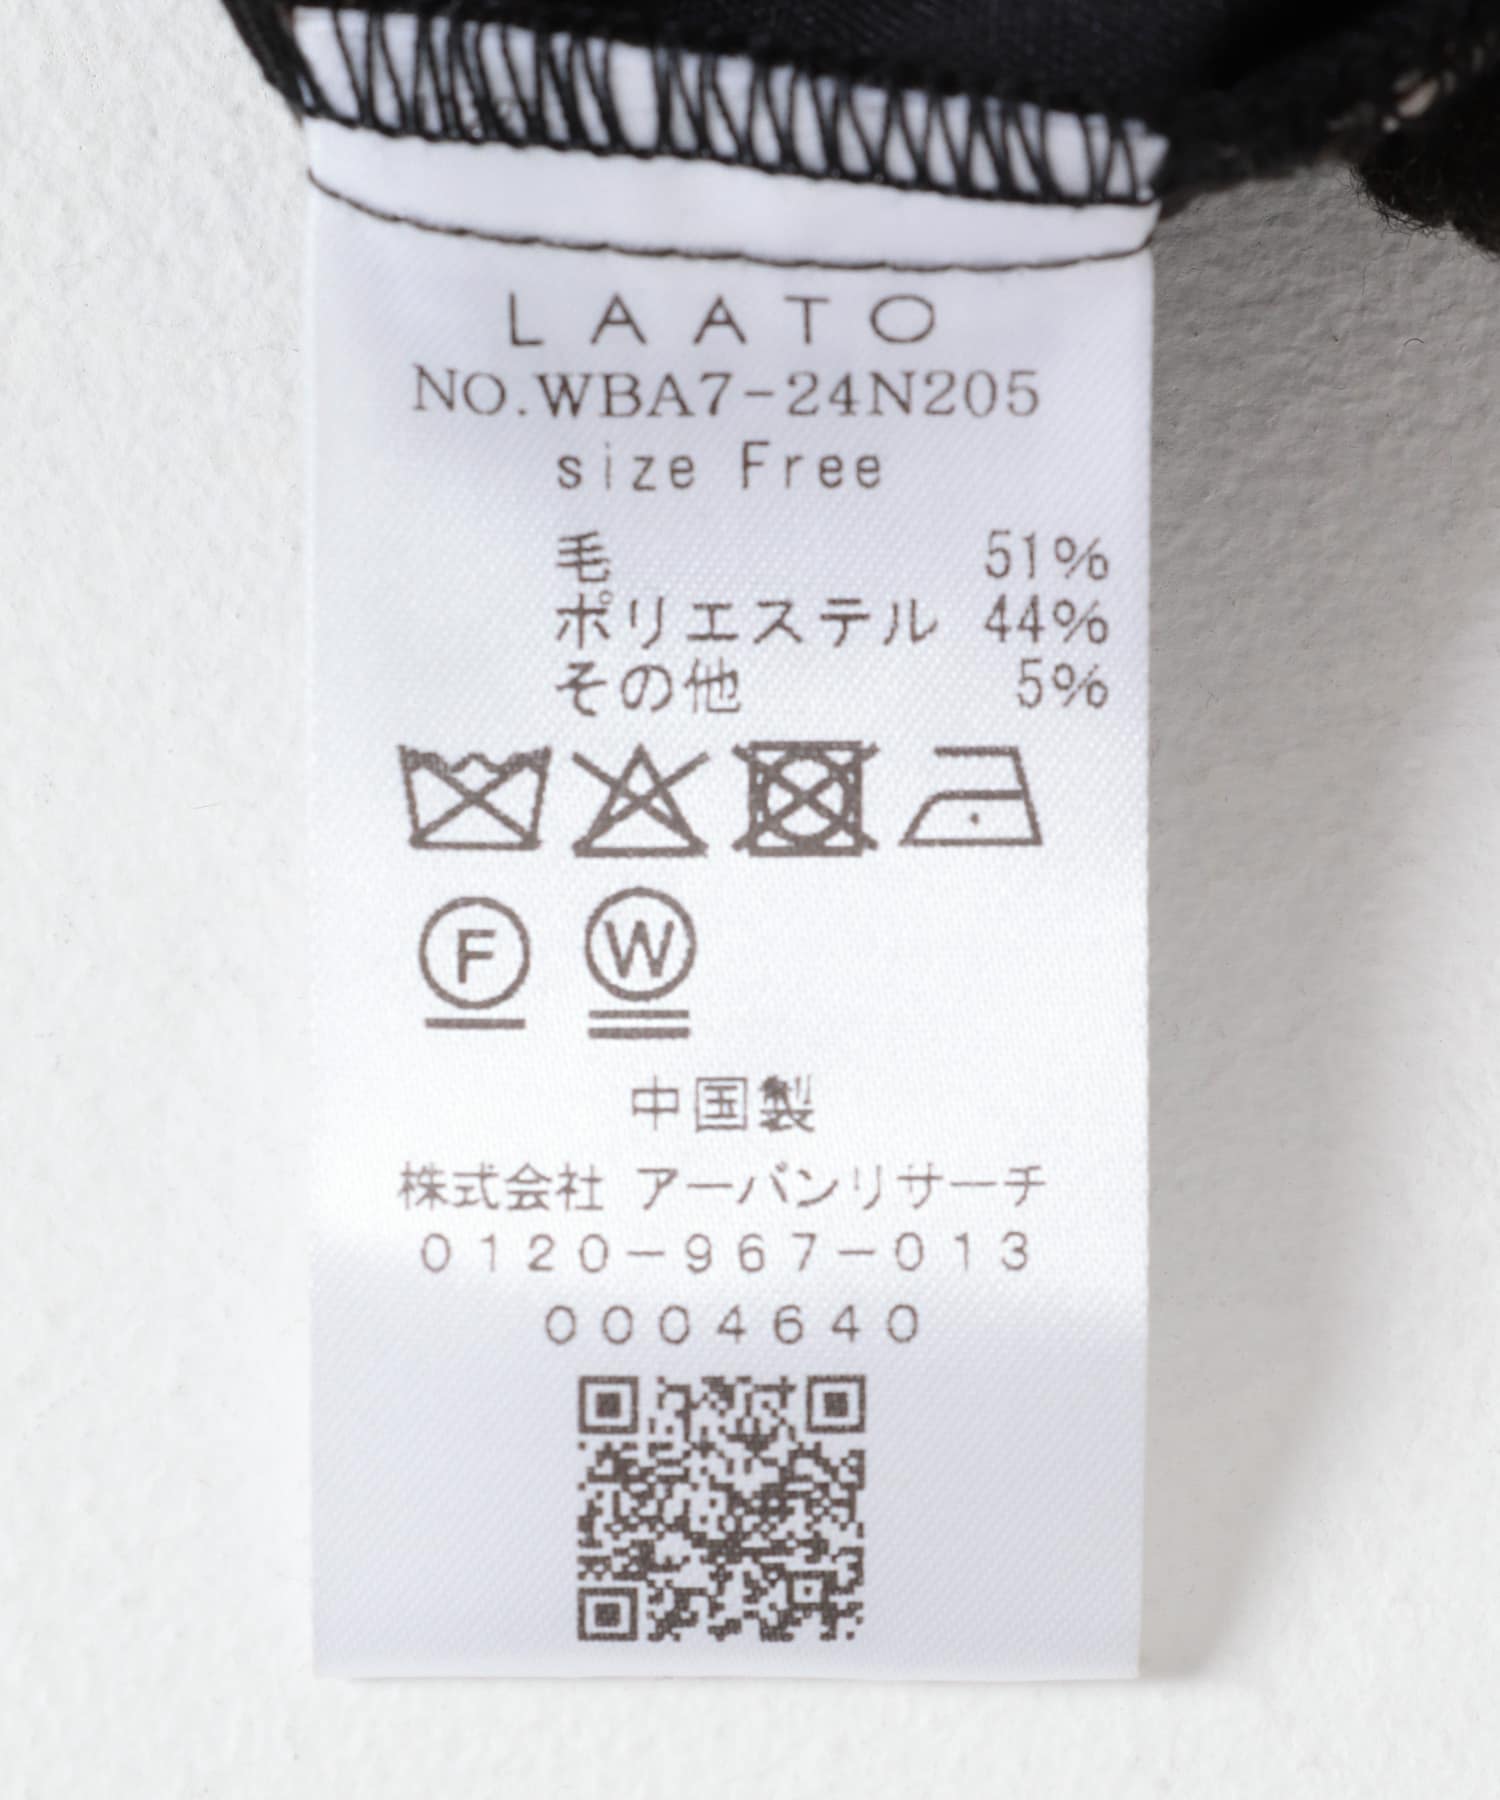 LAATO
NO.WBA7-24N205
size Free
毛 51%
ポリエステル 44%
その他 5%
F W
中国製
株式会社 アーバンリサーチ
0120-967-013
0004640